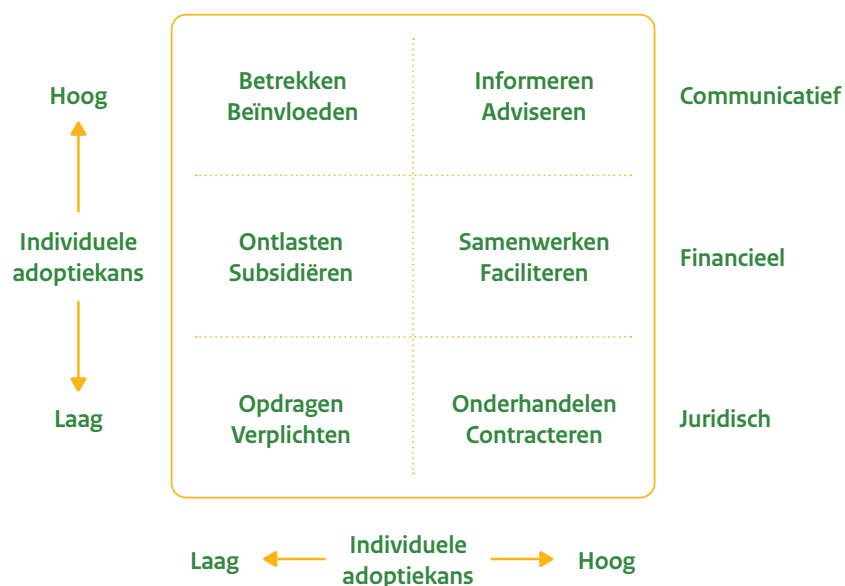 Hoog
Individuele
adoptiekans
Laag
Betrekken
Beïnvloeden
Informeren
Adviseren
Communicatief
Ontlasten
Subsidiëren
Samenwerken
Faciliteren
Financieel
Opdragen
Verplichten
Onderhandelen
Contracteren
Juridisch
Laag
Individuele
adoptiekans
Hoog